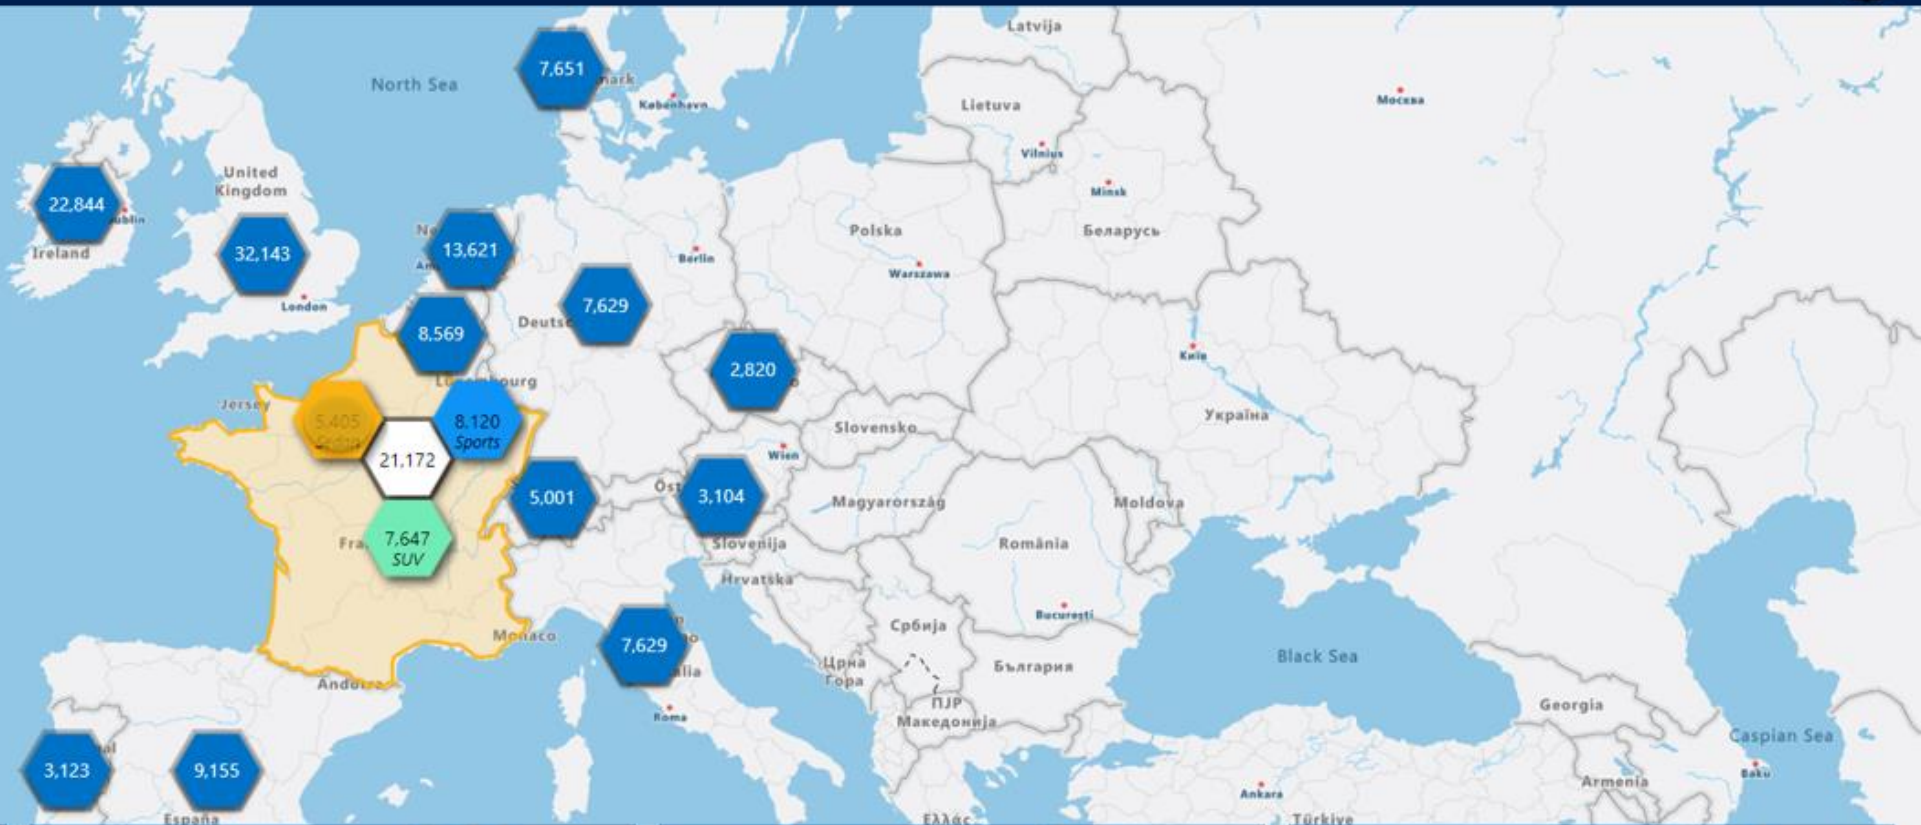 Latvija
7,651
North Sea
København
Москва
Lietuva
Vilnius
United
Kingdom
Minsk
22,844
Ireland
32,143
13,621
Polska
Беларусь
Berlin
Warszawa
London
7,629
8,569
Київ
2,820
Jersey
5,405
8,120
Sports
Україна
Slovensko
21,172
Wien
5,001
3,104
Magyarország
Moldova
7,647
SUV
Slovenija
România
Hrvatska
București
Monaco
7,629
Србија
Црна
Гора
България
Black Sea
ПЈР
Македонија
Roma
Georgia
Caspian Sea
3,123
9,155
Baku
Armenia
Ankara
España
Ελλάς
Türkiye